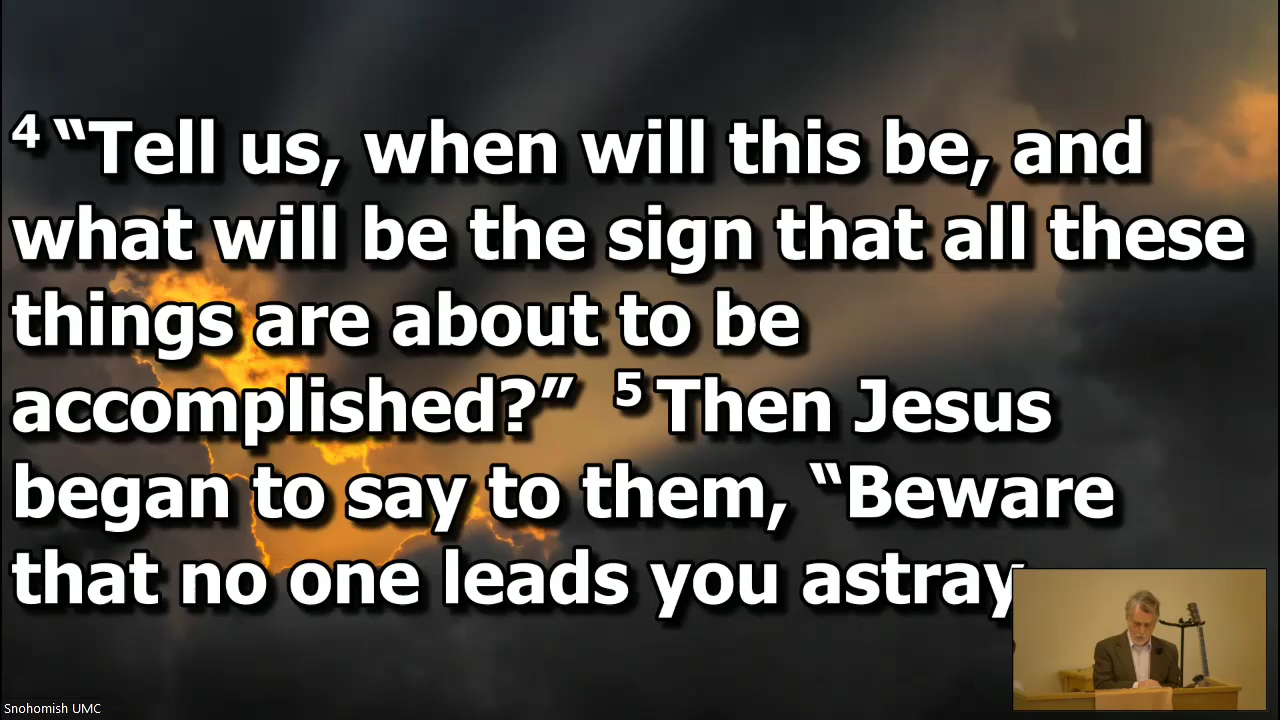 4 “Tell us, when will this be, and
what will be the sign that all these
things are about to be
accomplished?” 5 Then Jesus
began to say to them, “Beware
that no one leads you astray
Snohomish UMC